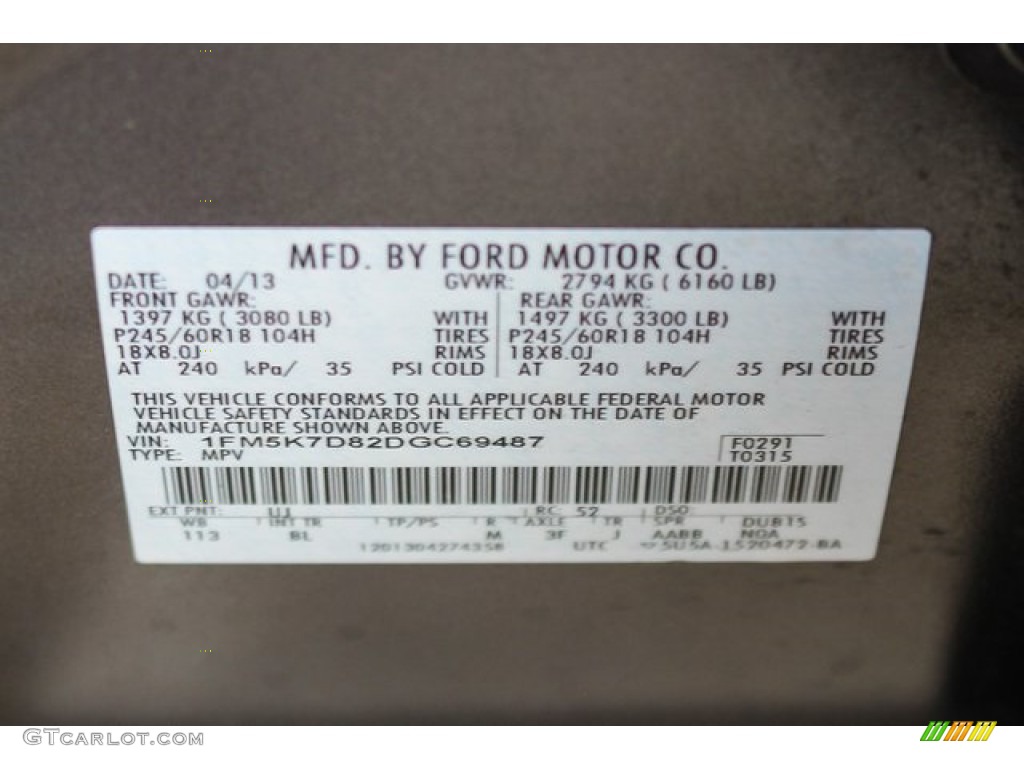 MFD. BY FORD MOTOR CO.
DATE: 04/13 GVWR: 2794 KG ( 6160 LB)
FRONT GAWR: REAR GAWR:
1397 KG ( 3080 LB) WITH 1497 KG ( 3300 LB) WITH
P245/60R18 104H TIRES P245/60R18 104H TIRES
18X8.0J RIMS 18X8.0J RIMS
AT 240 kPa/ 35 PSI COLD AT 240 kPa/ 35 PSI COLD
THIS VEHICLE CONFORMS TO ALL APPLICABLE FEDERAL MOTOR
VEHICLE SAFETY STANDARDS IN EFFECT ON THE DATE OF
MANUFACTURE SHOWN ABOVE.
VIN: 1FM5K7D82DGC69487 F0291
TYPE: MPV T0315
EXT PNT: UJ RC: 52 DSO:
WB INT TR TP/PS R AXLE TR SPR DUB15
113 BL M 3F J AABB NQA
UTC
GTCARLOT.COM